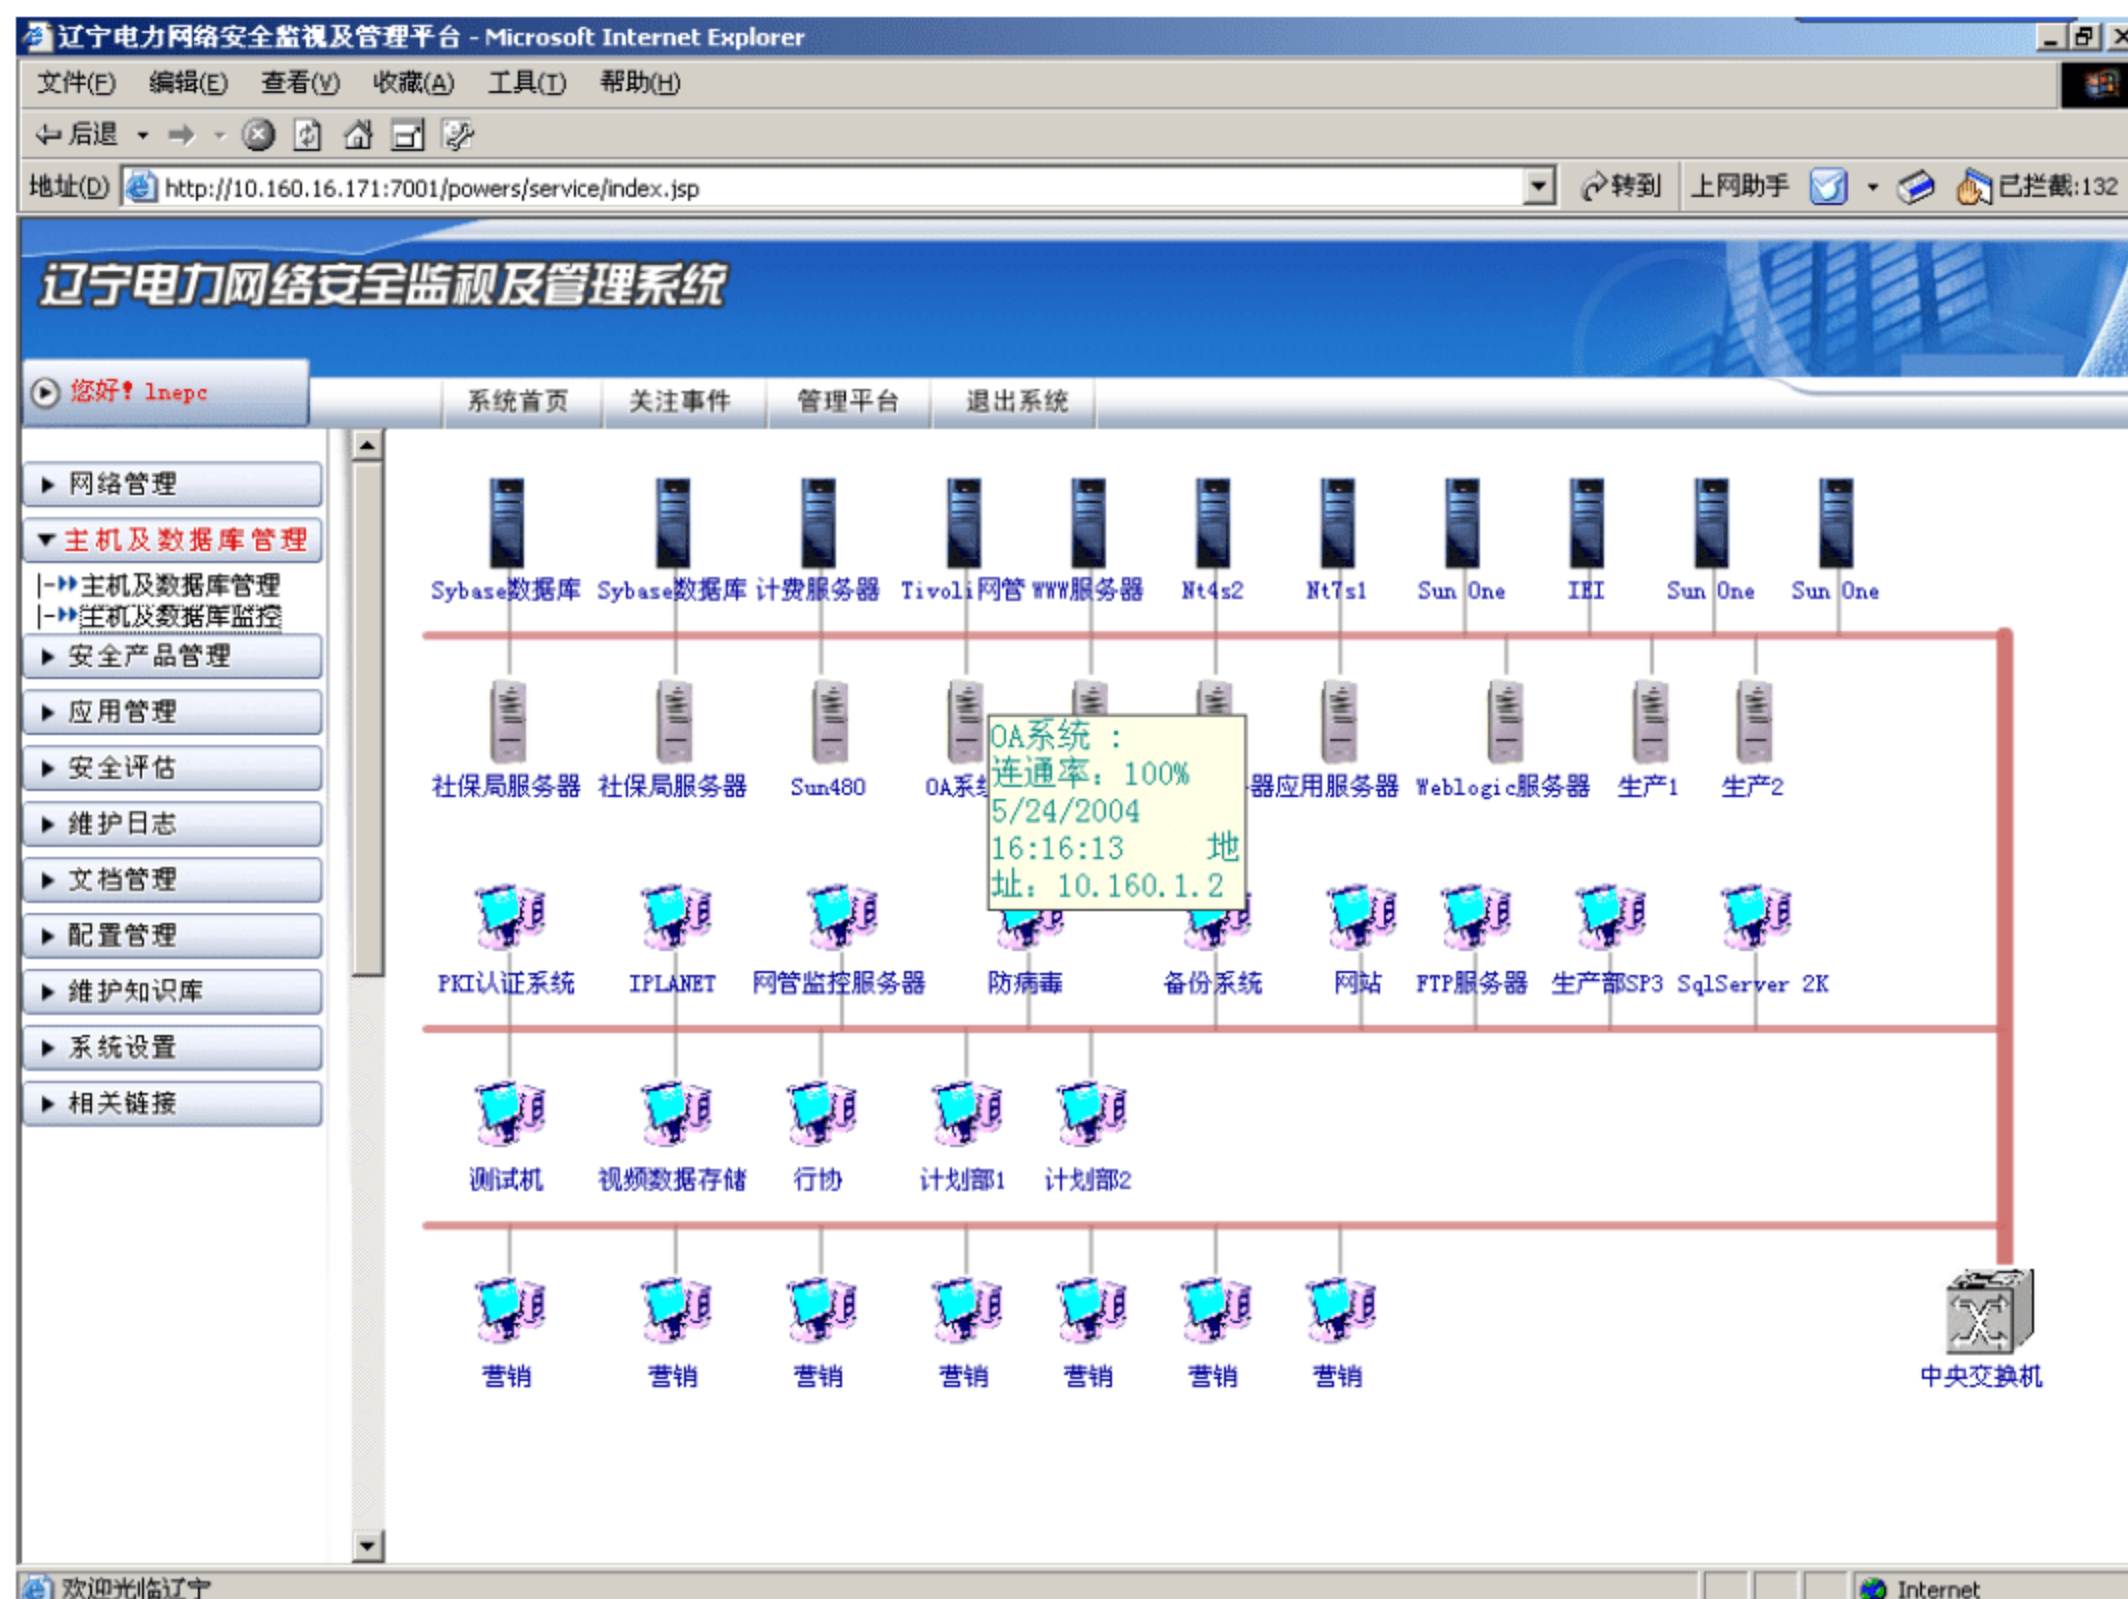 辽宁电力网络安全监视及管理平台 - Microsoft Internet Explorer
文件(F) 编辑(E) 查看(V) 收藏(A) 工具(T) 帮助(H)
后退
地址(D) http://10.160.16.171:7001/powers/service/index.jsp 转到 上网助手 已拦截:132
辽宁电力网络安全监视及管理系统
您好! lnepc
系统首页 关注事件 管理平台 退出系统
网络管理
主机及数据库管理
主机及数据库管理
主机及数据库监控
安全产品管理
应用管理
安全评估
维护日志
文档管理
配置管理
维护知识库
系统设置
相关链接
Sybase数据库 Sybase数据库 计费服务器 Tivoli网管 WWW服务器 Nt4s2 Nt7s1 Sun One IEI Sun One Sun One
社保局服务器 社保局服务器 Sun480 OA系 器应用服务器 Weblogic服务器 生产1 生产2
OA系统 :
连通率: 100%
5/24/2004
16:16:13 地
址: 10.160.1.2
PKI认证系统 IPLANET 网管监控服务器 防病毒 备份系统 网站 FTP服务器 生产部SP3 SqlServer 2K
测试机 视频数据存储 行协 计划部1 计划部2
营销 营销 营销 营销 营销 营销 营销 中央交换机
欢迎光临辽宁 Internet